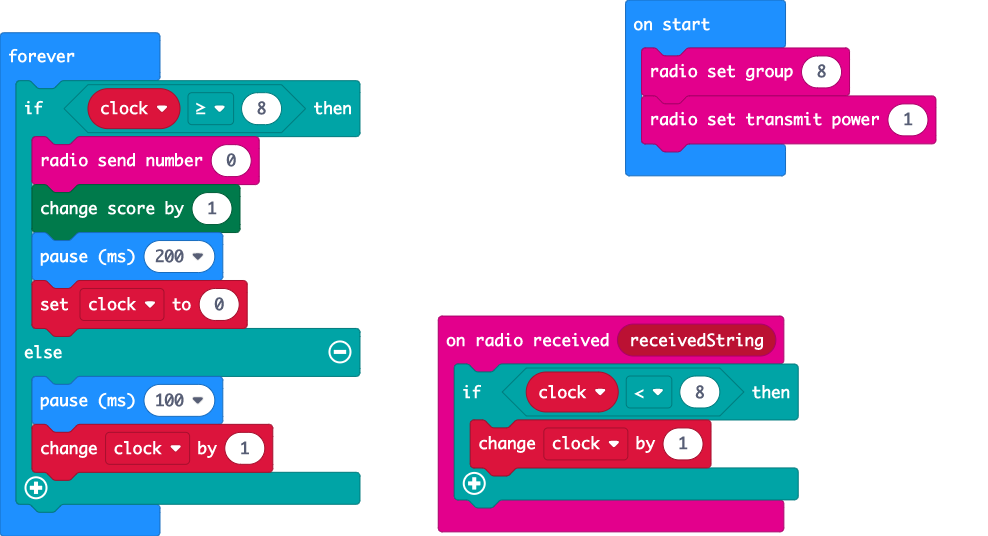 forever
if clock ≥ 8 then
radio send number 0
change score by 1
pause (ms) 200
set clock to 0
else
pause (ms) 100
change clock by 1
on start
radio set group 8
radio set transmit power 1
on radio received receivedString
if clock < 8 then
change clock by 1